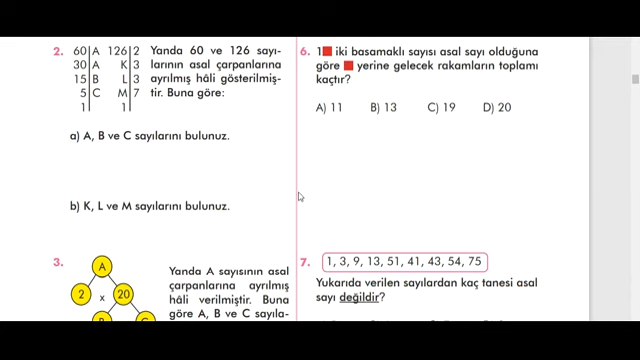 2.
60 A 126 2
30 A K 3
15 B L 3
5 C M 7
1 1
Yanda 60 ve 126 sayı-
larının asal çarpanlarına
ayrılmış hâli gösterilmiş-
tir. Buna göre:
a) A, B ve C sayılarını bulunuz.
b) K, L ve M sayılarını bulunuz.
3.
A
2 x 20
Yanda A sayısının asal
çarpanlarına ayrılmış
hâli verilmiştir. Buna
göre A, B ve C sayıla-
6. 1 iki basamaklı sayısı asal sayı olduğuna
göre yerine gelecek rakamların toplamı
kaçtır?
A) 11 B) 13 C) 19 D) 20
7. 1, 3, 9, 13, 51, 41, 43, 54, 75
Yukarıda verilen sayılardan kaç tanesi asal
sayı değildir?